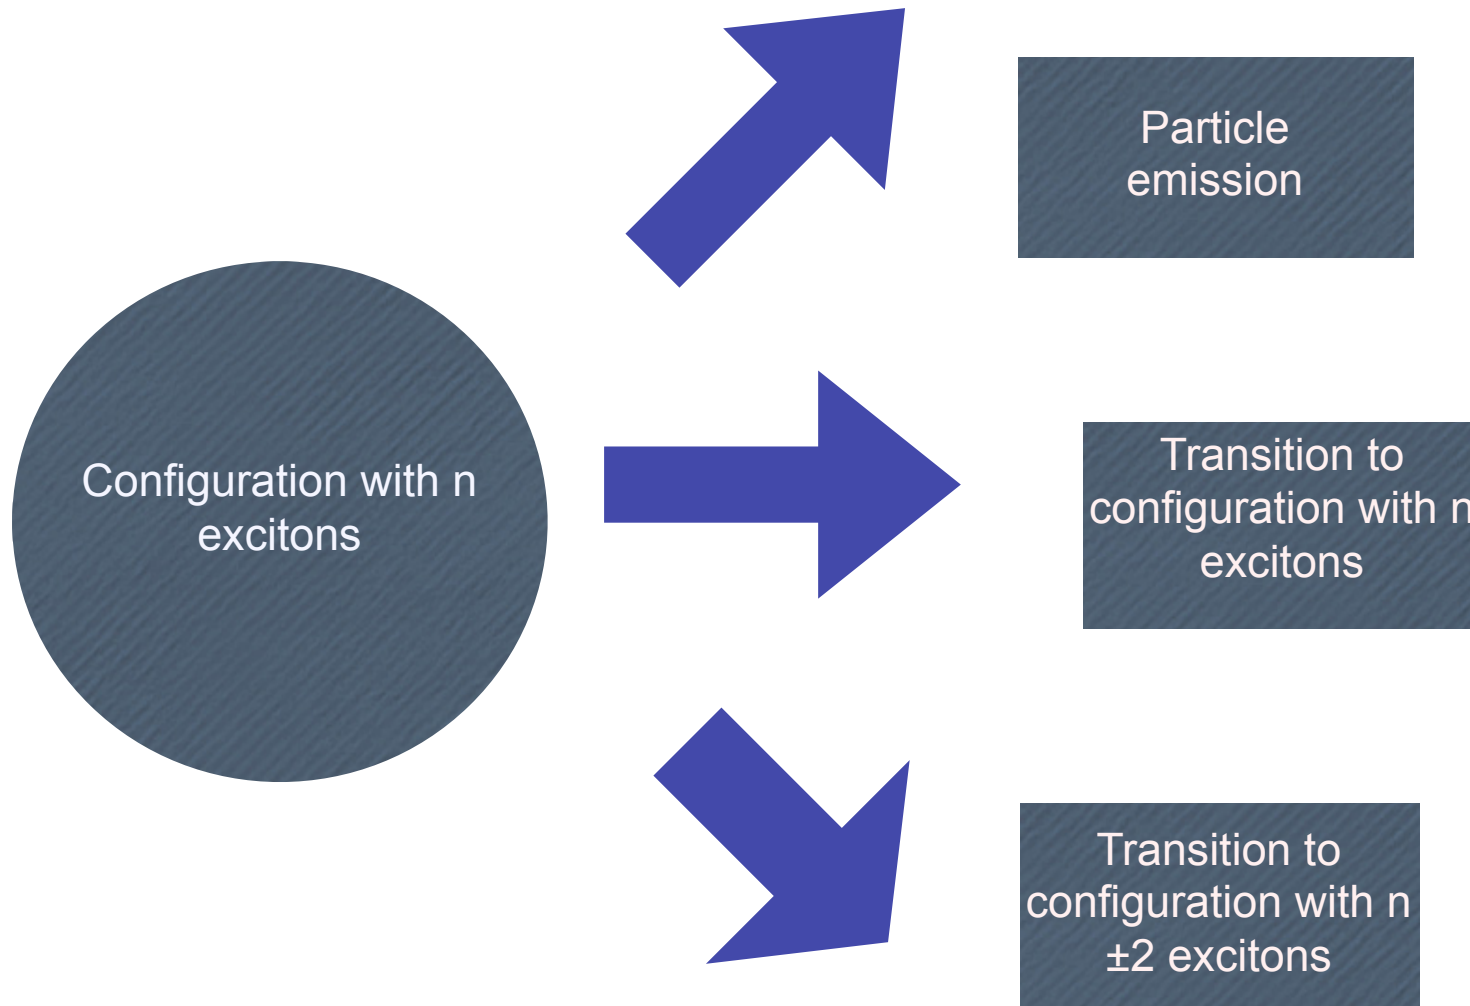 Particle
emission
Configuration with n
excitons
Transition to
configuration with n
excitons
Transition to
configuration with n
±2 excitons